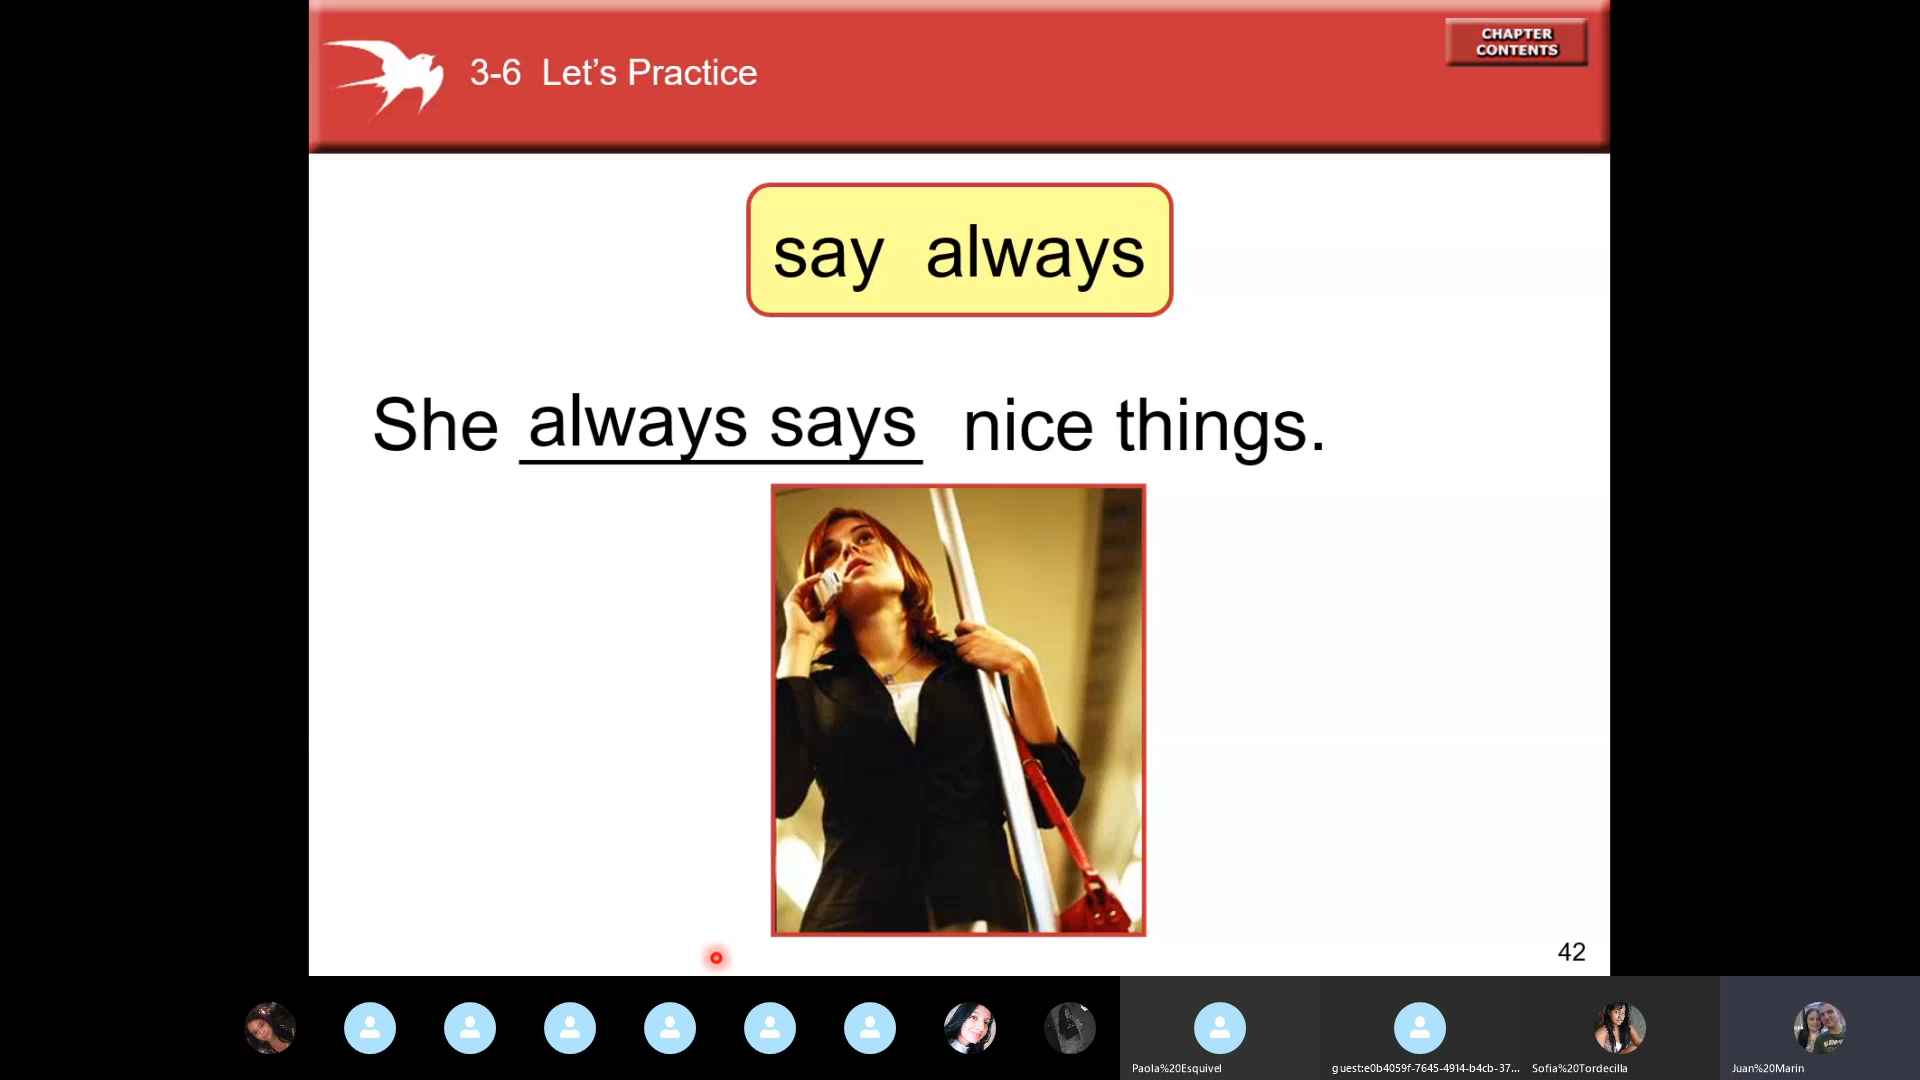 3-6 Let's Practice
CHAPTER
CONTENTS
say always
She always says nice things.
42
Paola%20Esquivel
guest:e0b4059f-7645-4914-b4cb-37...
Sofia%20Tordecilla
Juan%20Marin